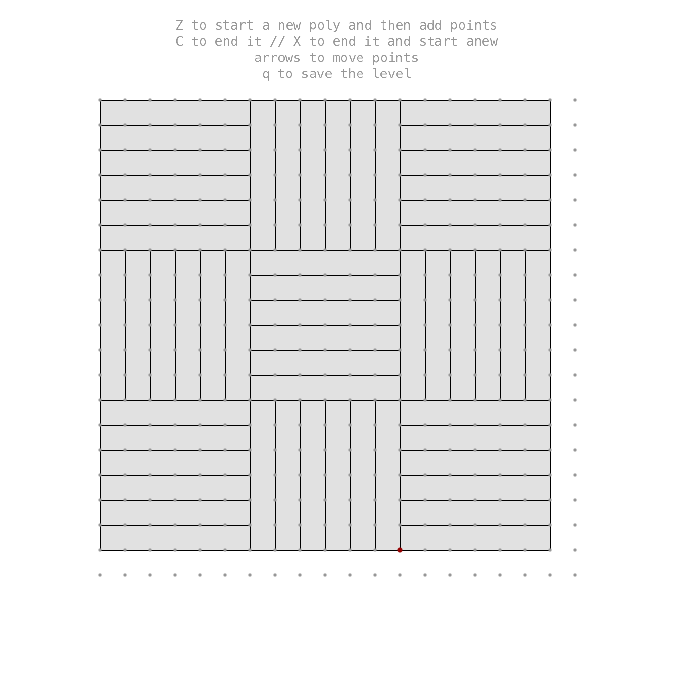 Z to start a new poly and then add points
C to end it // X to end it and start anew
arrows to move points
q to save the level